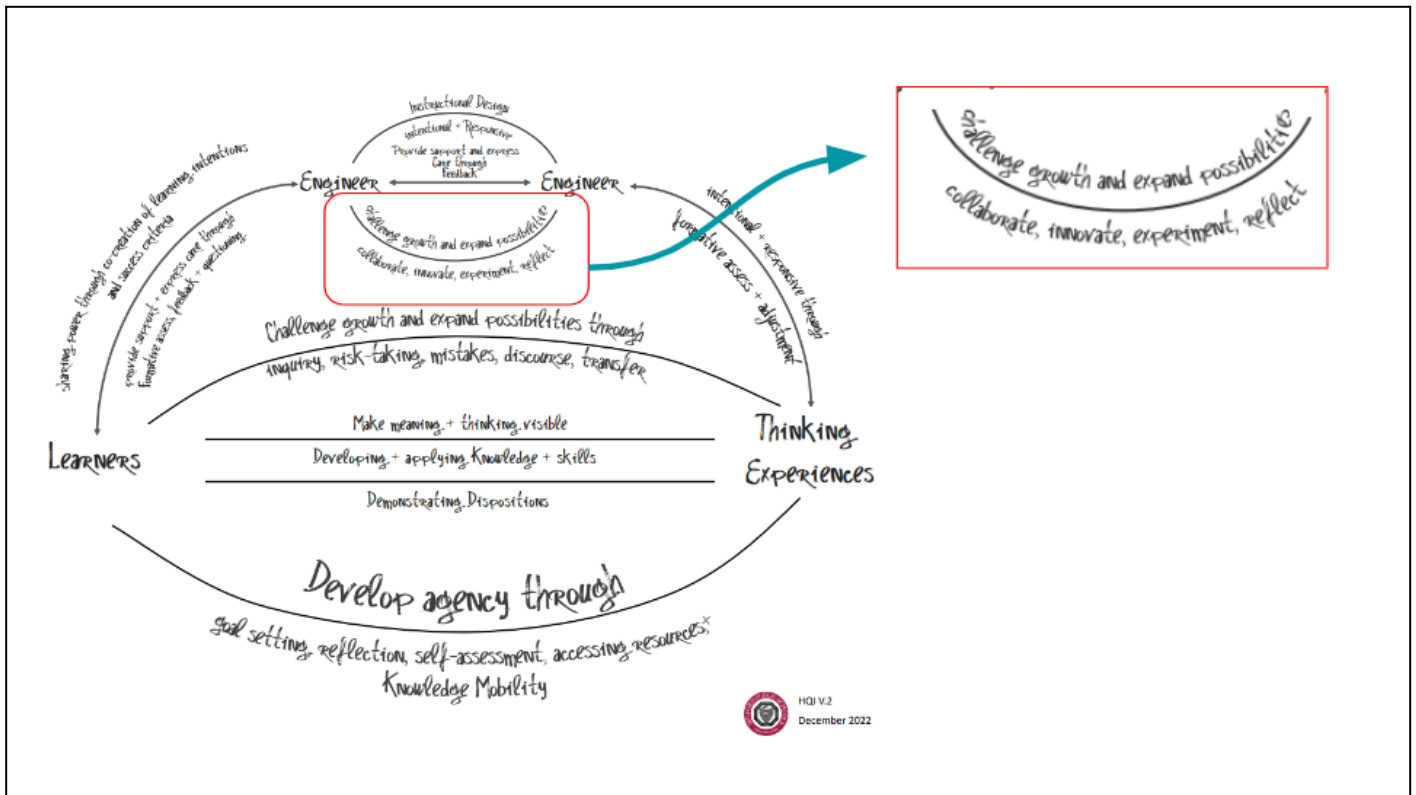 Instructional Design
intentional + Responsive
Provide support and express
Care through
Feedback
Engineer
Engineer
challenge growth and expand possibilities
collaborate, innovate, experiment, reflect
sharing power through co-creation of learning intentions
and success criteria
provide support + express care through
Formative assess, feedback + questioning
intentional + responsive through
formative assess + adjustment
Challenge growth and expand possibilities through
inquiry, risk-taking, mistakes, discourse, transfer
Learners
Make meaning + thinking visible
Developing + applying Knowledge + skills
Demonstrating Dispositions
Thinking
Experiences
Develop agency through
goal setting, reflection, self-assessment, accessing resources, +
Knowledge Mobility
HQI V.2
December 2022
challenge growth and expand possibilities
collaborate, innovate, experiment, reflect